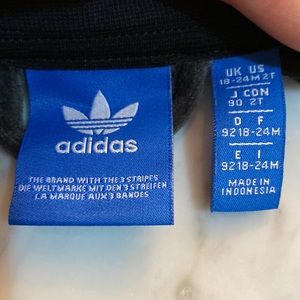 adidas
THE BRAND WITH THE 3 STRIPES
DIE WELTMARKE MIT DEN 3 STREIFEN
LA MARQUE AUX 3 BANDES
UK US
18-24M 2T
J CDN
90 2T
D F
92 18-24M
E I
92 18-24M
MADE IN
INDONESIA